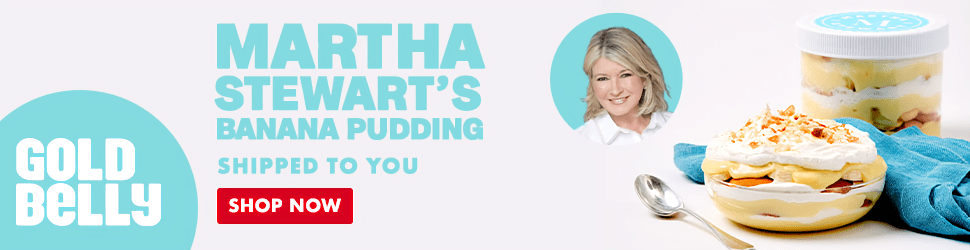 GOLD
BELLY
MARTHA
STEWART'S
BANANA PUDDING
SHIPPED TO YOU
SHOP NOW
M